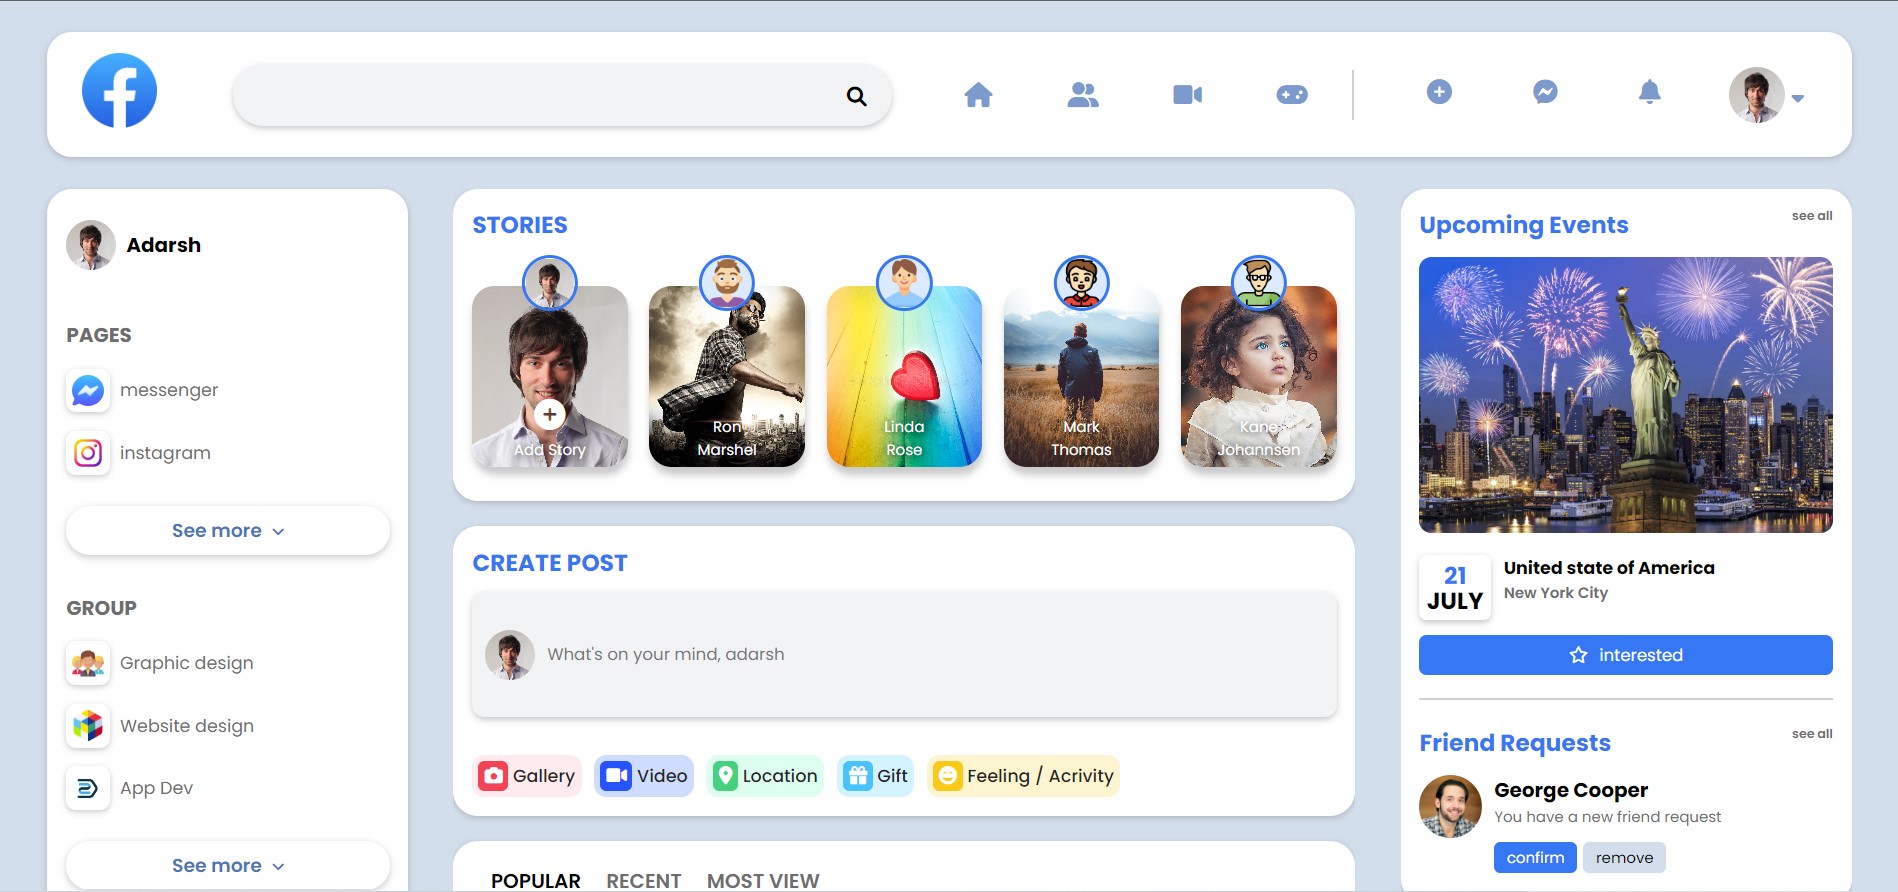 Adarsh
PAGES
messenger
instagram
See more
GROUP
Graphic design
Website design
App Dev
See more
STORIES
Add Story
Ron
Marshel
Linda
Rose
Mark
Thomas
Kane
Johannsen
CREATE POST
What's on your mind, adarsh
Gallery
Video
Location
Gift
Feeling / Acrivity
POPULAR RECENT MOST VIEW
Upcoming Events
see all
21
JULY
United state of America
New York City
interested
Friend Requests
see all
George Cooper
You have a new friend request
confirm
remove